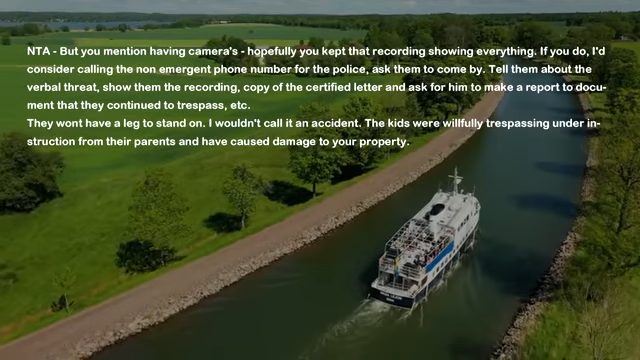 NTA - But you mention having camera's - hopefully you kept that recording showing everything. If you do, I'd
consider calling the non emergent phone number for the police, ask them to come by. Tell them about the
verbal threat, show them the recording, copy of the certified letter and ask for him to make a report to docu-
ment that they continued to trespass, etc.
They wont have a leg to stand on. I wouldn't call it an accident. The kids were willfully trespassing under in-
struction from their parents and have caused damage to your property.